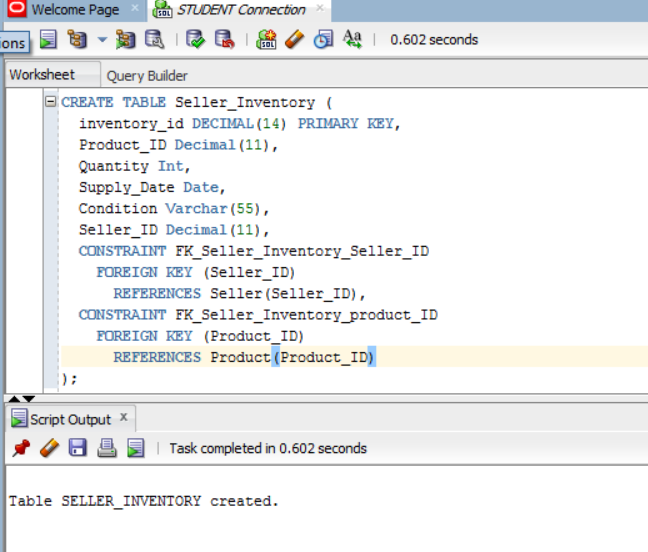 Welcome Page
STUDENT Connection
ions
0.602 seconds
Worksheet
Query Builder
CREATE TABLE Seller_Inventory (
inventory_id DECIMAL(14) PRIMARY KEY,
Product_ID Decimal(11),
Quantity Int,
Supply_Date Date,
Condition Varchar(55),
Seller_ID Decimal(11),
CONSTRAINT FK_Seller_Inventory_Seller_ID
FOREIGN KEY (Seller_ID)
REFERENCES Seller(Seller_ID),
CONSTRAINT FK_Seller_Inventory_product_ID
FOREIGN KEY (Product_ID)
REFERENCES Product(Product_ID)
);
Script Output x
Task completed in 0.602 seconds
Table SELLER_INVENTORY created.